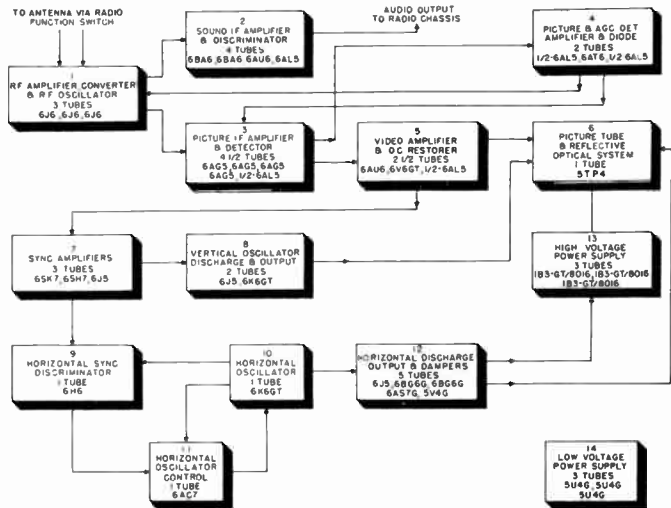 TO ANTENNA VIA RADIO
FUNCTION SWITCH
1
RF AMPLIFIER CONVERTER
& RF OSCILLATOR
3 TUBES
6J6, 6J6, 6J6
2
SOUND IF AMPLIFIER
& DISCRIMINATOR
4 TUBES
6BA6, 6BA6 6AU6, 6AL5
AUDIO OUTPUT
TO RADIO CHASSIS
4
PICTURE & AGC DET
AMPLIFIER & DIODE
2 TUBES
1/2-6AL5, 6AT6, 1/2-6AL5
3
PICTURE IF AMPLIFIER
& DETECTOR
4 1/2 TUBES
6AG5, 6AG5, 6AG5
6AG5, 1/2-6AL5
5
VIDEO AMPLIFIER
& DC RESTORER
2 1/2 TUBES
6AU6, 6V6GT, 1/2-6AL5
6
PICTURE TUBE
& REFLECTIVE
OPTICAL SYSTEM
1 TUBE
5TP4
7
SYNC AMPLIFIERS
3 TUBES
6SK7, 6SH7, 6J5
8
VERTICAL OSCILLATOR
DISCHARGE & OUTPUT
2 TUBES
6J5, 6K6GT
13
HIGH VOLTAGE
POWER SUPPLY
3 TUBES
1B3-GT/8016, 1B3-GT/8016
1B3-GT/8016
9
HORIZONTAL SYNC
DISCRIMINATOR
1 TUBE
6H6
10
HORIZONTAL
OSCILLATOR
1 TUBE
6K6GT
12
HORIZONTAL DISCHARGE
OUTPUT & DAMPERS
5 TUBES
6J5, 6BG6G, 6BG6G
6AS7G, 5V4G
11
HORIZONTAL
OSCILLATOR
CONTROL
1 TUBE
6AC7
14
LOW VOLTAGE
POWER SUPPLY
3 TUBES
5U4G, 5U4G
5U4G